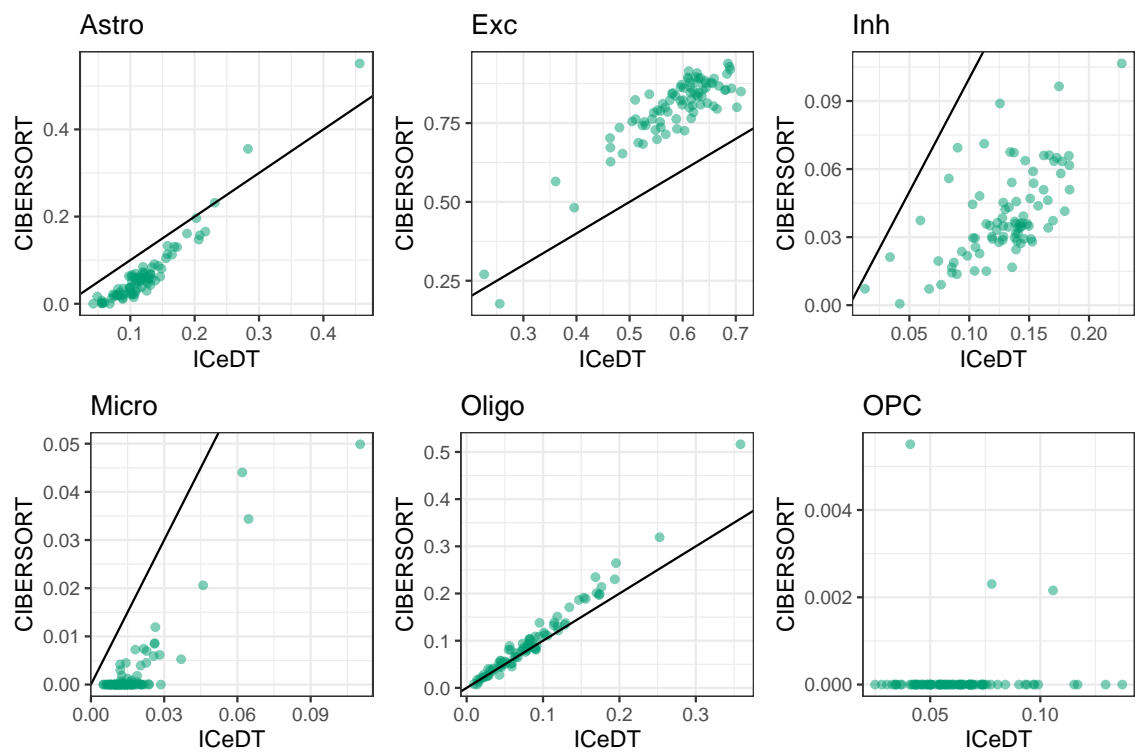 Astro
Exc
Inh
CIBERSORT
0.4
0.2
0.0
0.1
0.2
0.3
0.4
ICeDT
CIBERSORT
0.75
0.50
0.25
0.3
0.4
0.5
0.6
0.7
ICeDT
CIBERSORT
0.09
0.06
0.03
0.00
0.05
0.10
0.15
0.20
ICeDT
Micro
Oligo
OPC
CIBERSORT
0.05
0.04
0.03
0.02
0.01
0.00
0.00
0.03
0.06
0.09
ICeDT
CIBERSORT
0.5
0.4
0.3
0.2
0.1
0.0
0.0
0.1
0.2
0.3
ICeDT
CIBERSORT
0.004
0.002
0.000
0.05
0.10
ICeDT